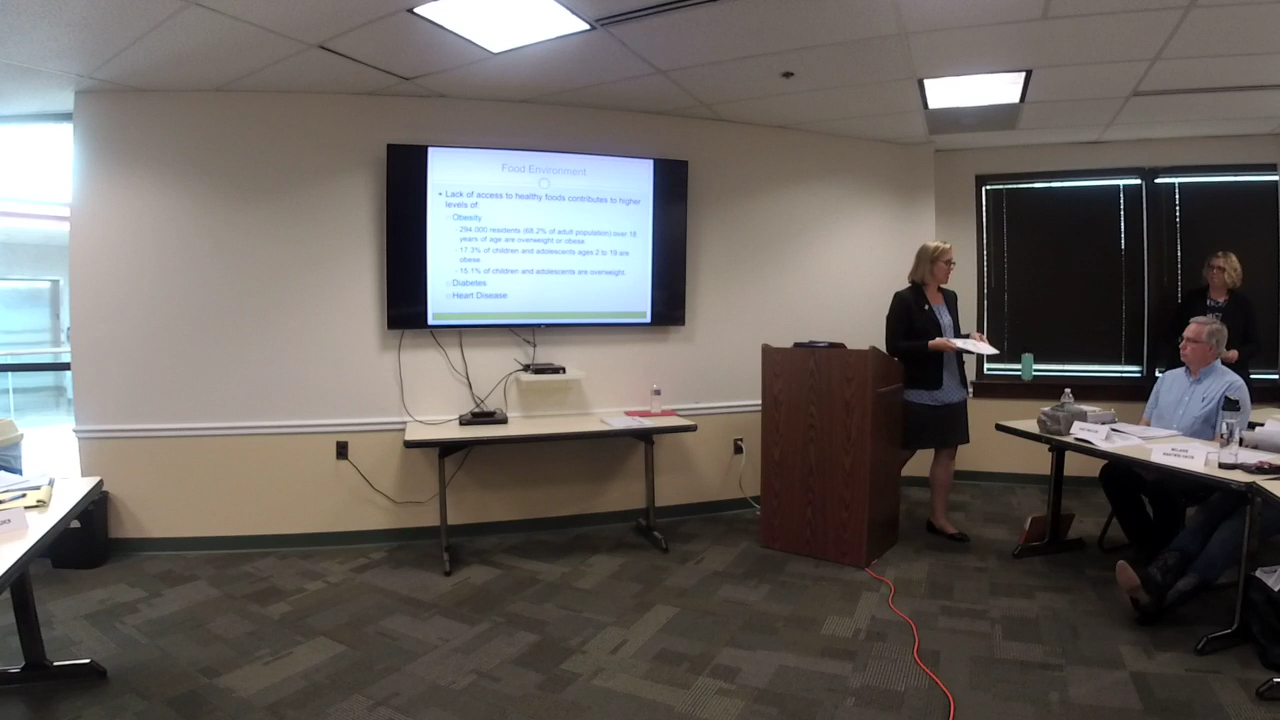 Food Environment
• Lack of access to healthy foods contributes to higher
levels of:
Obesity
- 294,000 residents (68.2% of adult population) over 18
years of age are overweight or obese.
- 17.3% of children and adolescents ages 2 to 19 are
obese.
- 15.1% of children and adolescents are overweight.
Diabetes
Heart Disease